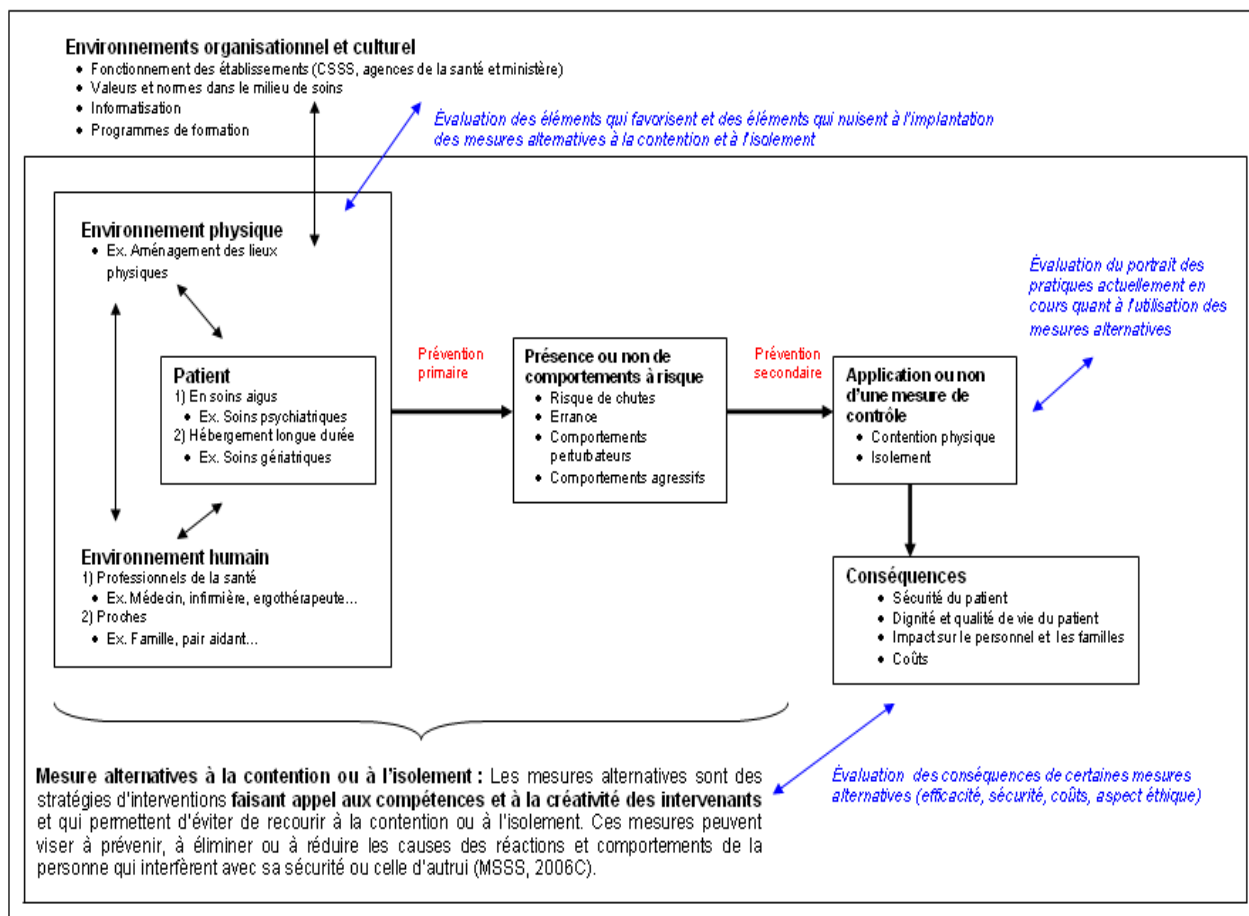 Environnements organisationnel et culturel
• Fonctionnement des établissements (CSSS, agences de la santé et ministère)
• Valeurs et normes dans le milieu de soins
• Informatisation
• Programmes de formation
Évaluation des éléments qui favorisent et des éléments qui nuisent à l'implantation
des mesures alternatives à la contention et à l'isolement
Environnement physique
• Ex. Aménagement des lieux
physiques
Patient
1) En soins aigus
• Ex. Soins psychiatriques
2) Hébergement longue durée
• Ex. Soins gériatriques
Environnement humain
1) Professionnels de la santé
• Ex. Médecin, infirmière, ergothérapeute…
2) Proches
• Ex. Famille, pair aidant…
Prévention
primaire
Présence ou non de
comportements à risque
• Risque de chutes
• Errance
• Comportements
perturbateurs
• Comportements agressifs
Prévention
secondaire
Évaluation du portrait des
pratiques actuellement en
cours quant à l'utilisation des
mesures alternatives
Application ou non
d'une mesure de
contrôle
• Contention physique
• Isolement
Conséquences
• Sécurité du patient
• Dignité et qualité de vie du patient
• Impact sur le personnel et les familles
• Coûts
Mesure alternatives à la contention ou à l'isolement : Les mesures alternatives sont des
stratégies d'interventions faisant appel aux compétences et à la créativité des intervenants
et qui permettent d'éviter de recourir à la contention ou à l'isolement. Ces mesures peuvent
viser à prévenir, à éliminer ou à réduire les causes des réactions et comportements de la
personne qui interfèrent avec sa sécurité ou celle d'autrui (MSSS, 2006C).
Évaluation des conséquences de certaines mesures
alternatives (efficacité, sécurité, coûts, aspect éthique)